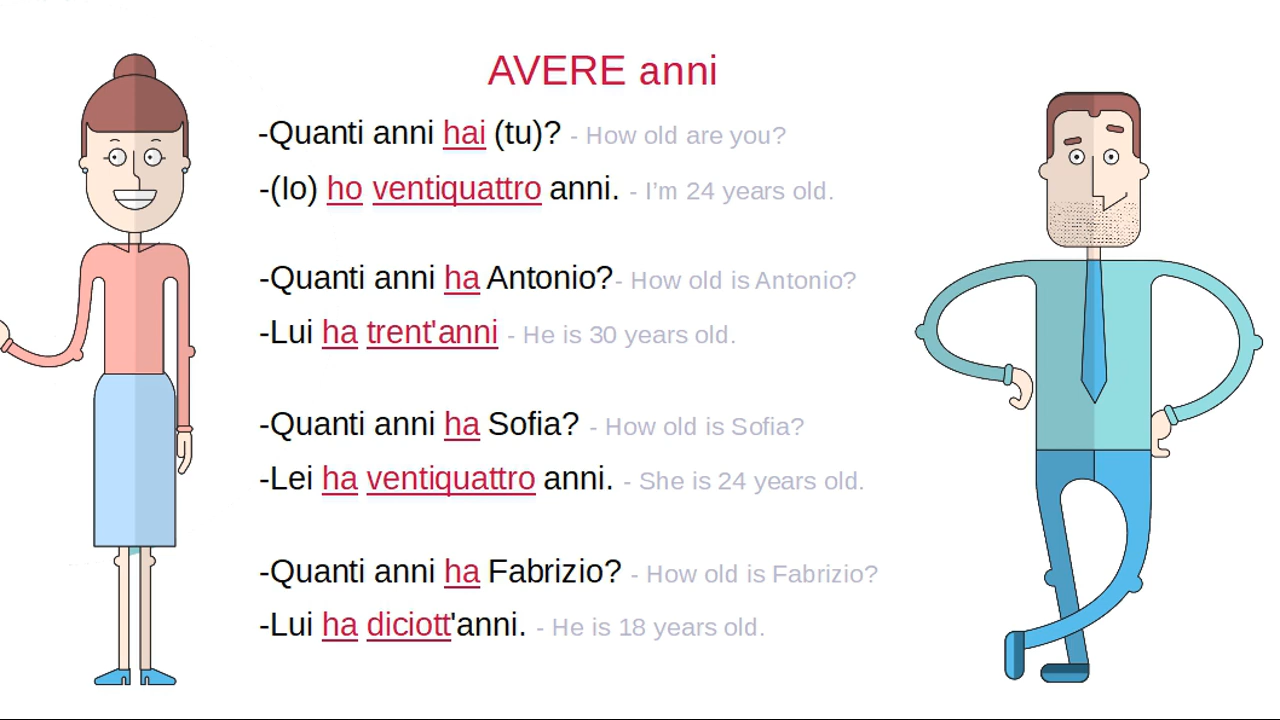 AVERE anni
-Quanti anni hai (tu)? - How old are you?
-(Io) ho ventiquattro anni. - I’m 24 years old.
-Quanti anni ha Antonio?- How old is Antonio?
-Lui ha trent'anni - He is 30 years old.
-Quanti anni ha Sofia? - How old is Sofia?
-Lei ha ventiquattro anni. - She is 24 years old.
-Quanti anni ha Fabrizio? - How old is Fabrizio?
-Lui ha diciott'anni. - He is 18 years old.